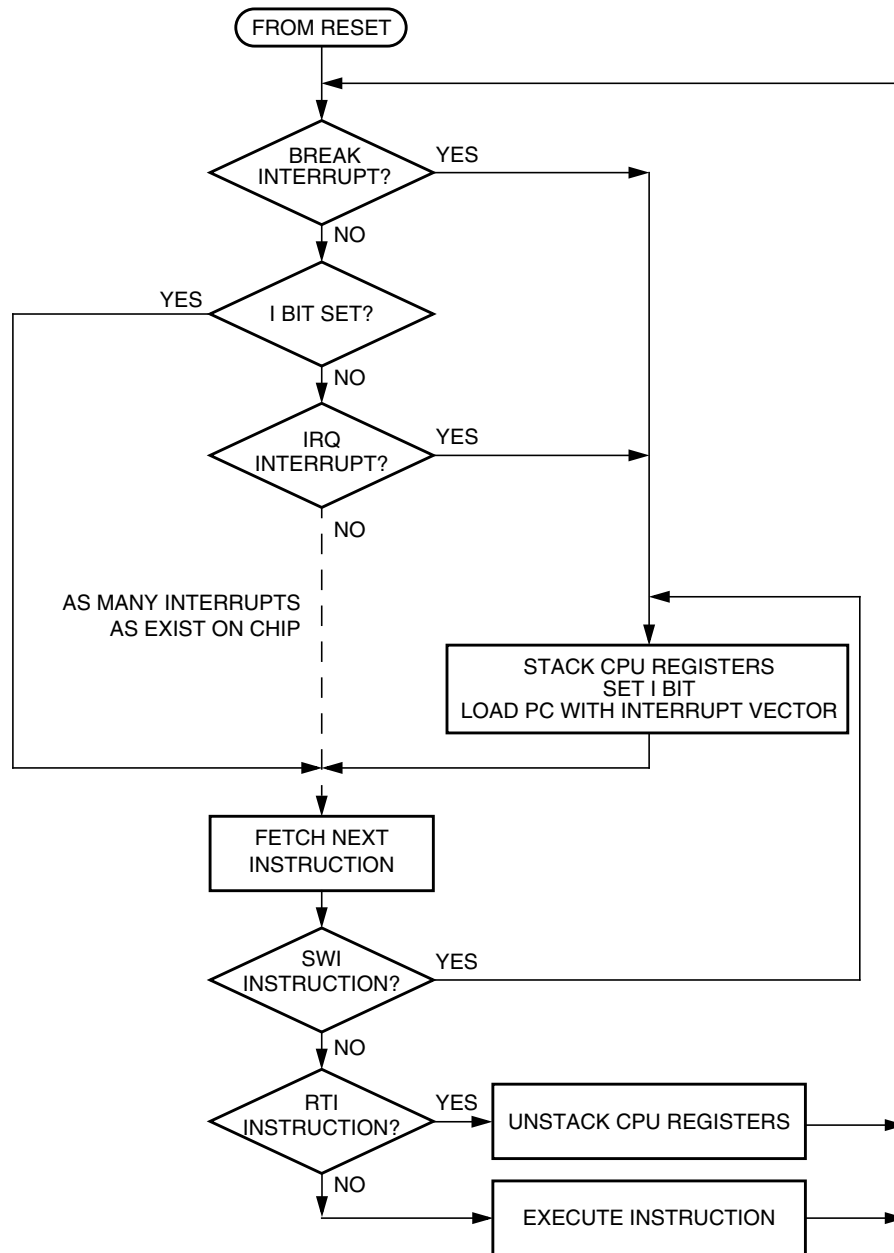 FROM RESET
BREAK
INTERRUPT?
YES
NO
YES
I BIT SET?
NO
IRQ
INTERRUPT?
YES
NO
AS MANY INTERRUPTS
AS EXIST ON CHIP
STACK CPU REGISTERS
SET I BIT
LOAD PC WITH INTERRUPT VECTOR
FETCH NEXT
INSTRUCTION
SWI
INSTRUCTION?
YES
NO
RTI
INSTRUCTION?
YES
UNSTACK CPU REGISTERS
NO
EXECUTE INSTRUCTION